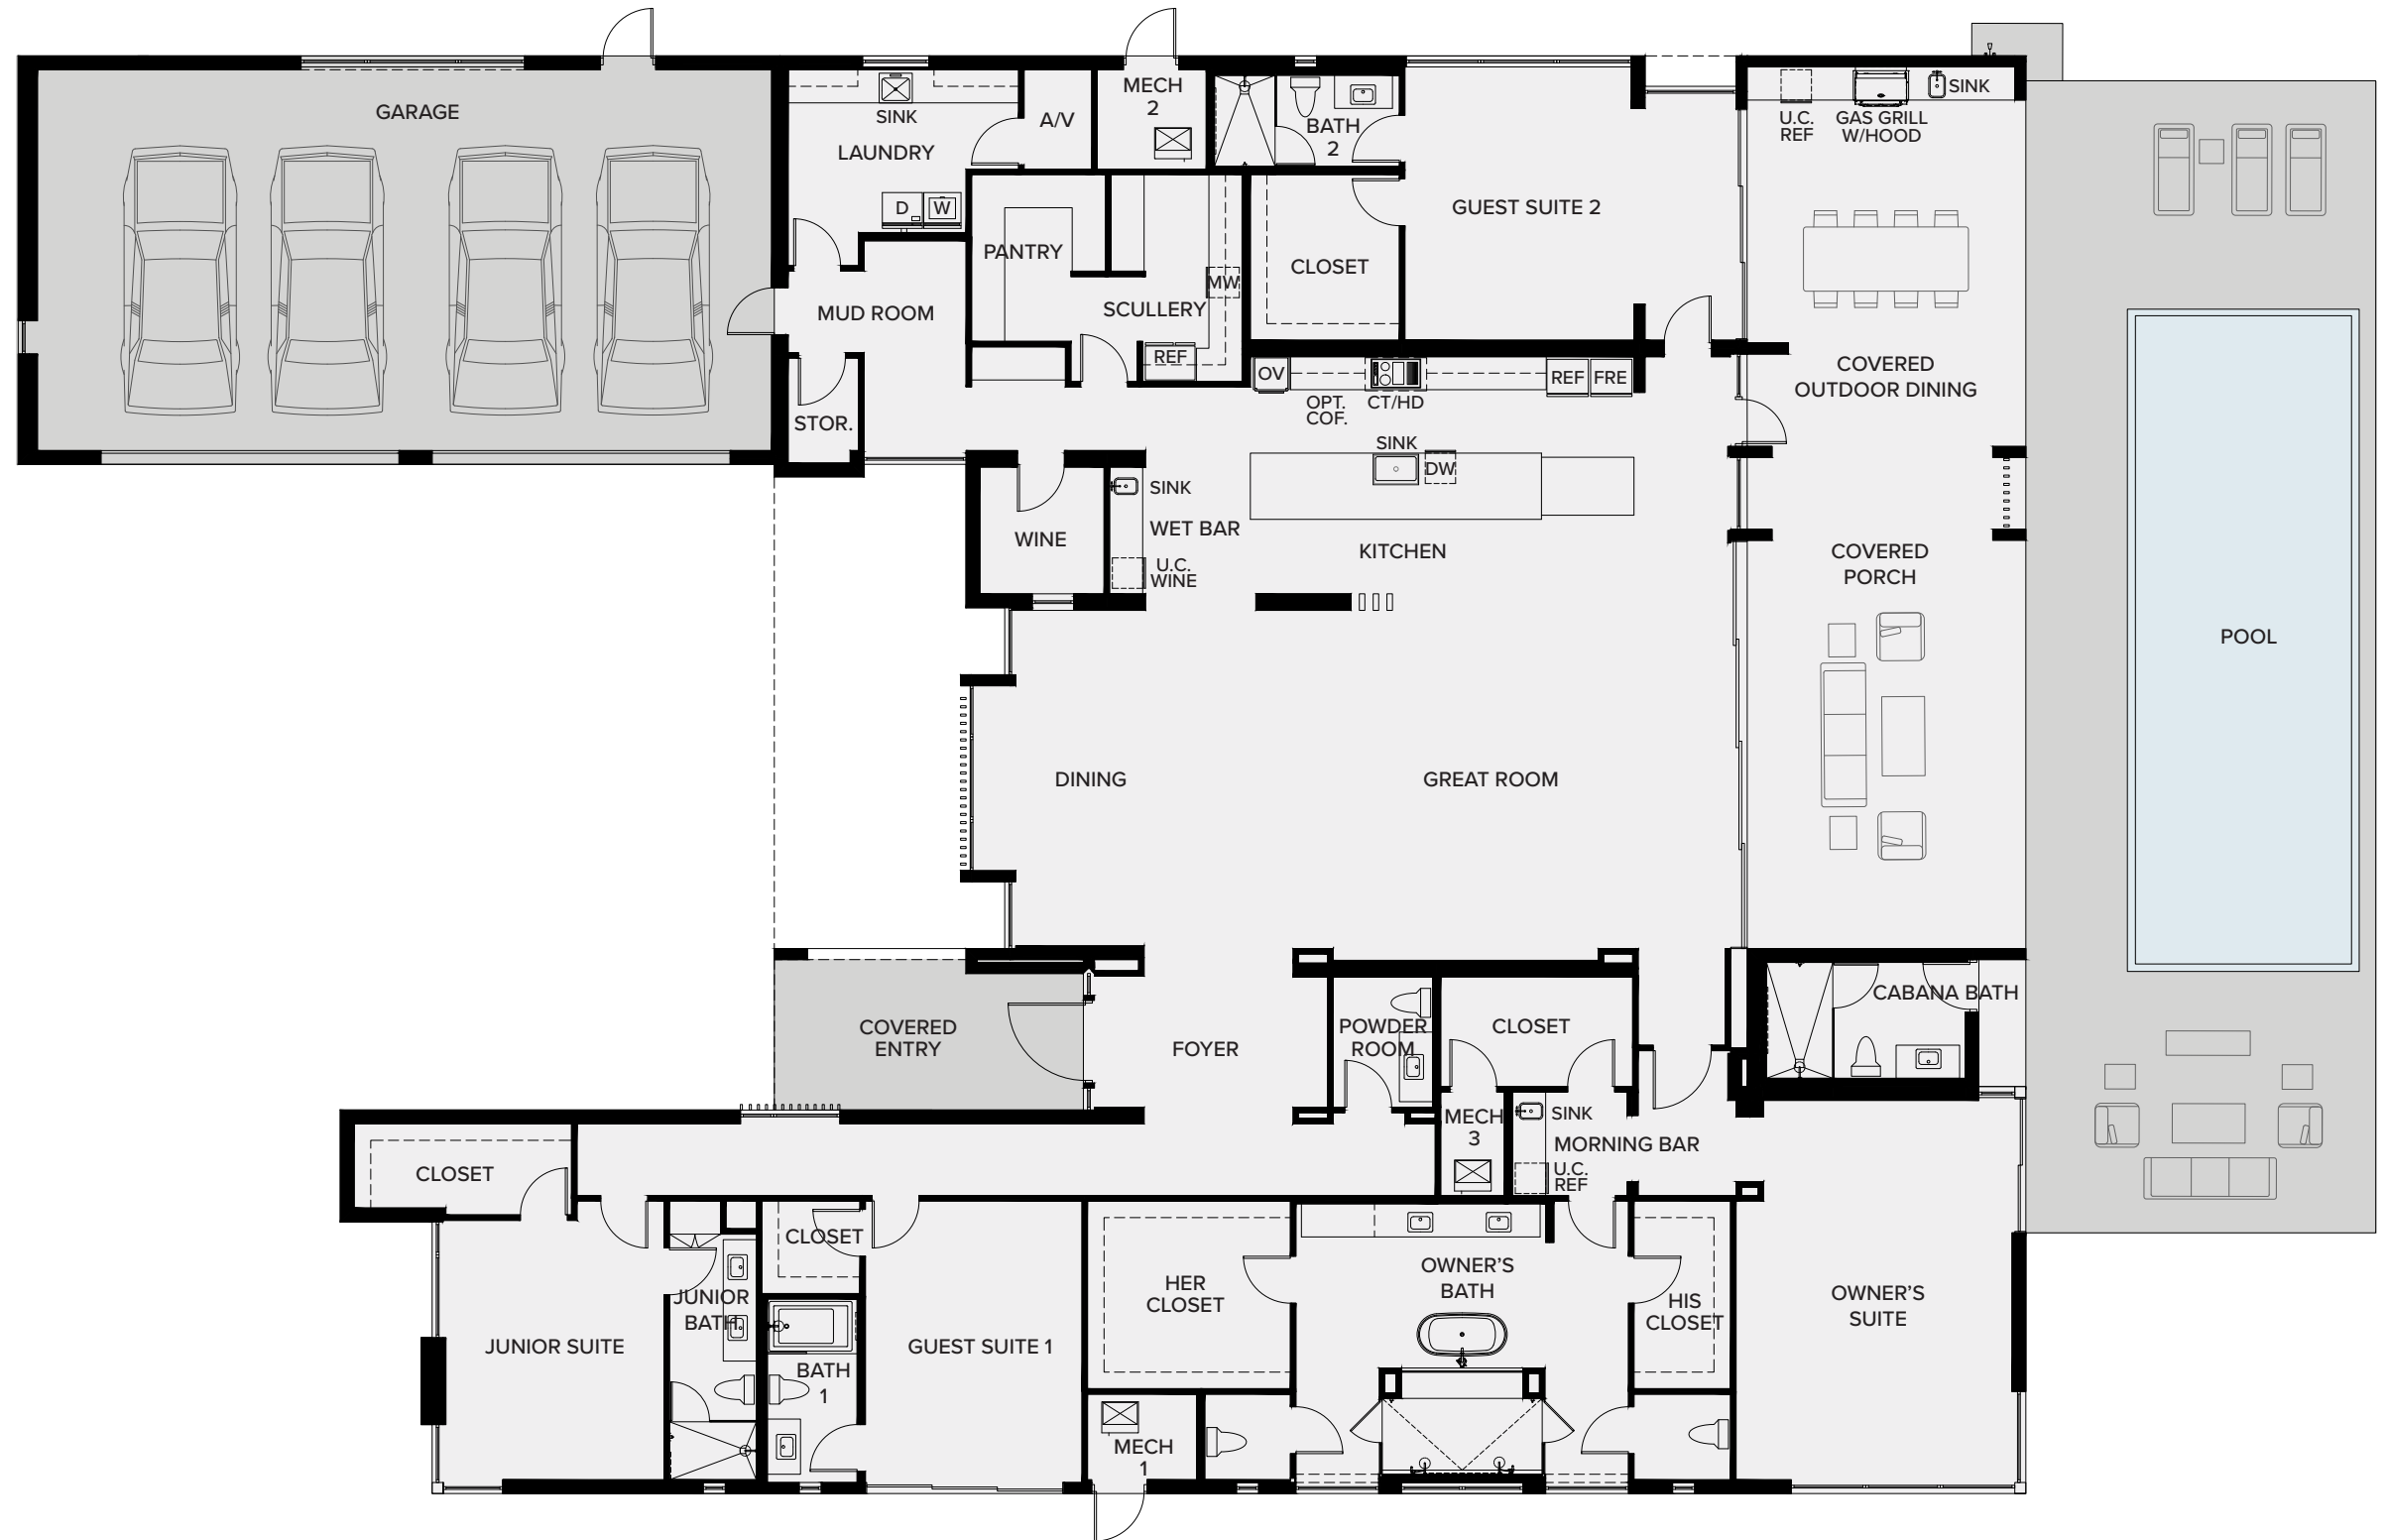 GARAGE
SINK
LAUNDRY
D
W
A/V
MECH
2
BATH
2
GUEST SUITE 2
U.C.
REF
GAS GRILL
W/HOOD
SINK
PANTRY
SCULLERY
MW
REF
CLOSET
MUD ROOM
STOR.
OV
OPT.
COF.
CT/HD
REF
FRE
COVERED
OUTDOOR DINING
SINK
DW
KITCHEN
WINE
SINK
WET BAR
U.C.
WINE
COVERED
PORCH
POOL
DINING
GREAT ROOM
COVERED
ENTRY
FOYER
POWDER
ROOM
CLOSET
CABANA BATH
MECH
3
SINK
MORNING BAR
U.C.
REF
CLOSET
JUNIOR SUITE
JUNIOR
BATH
CLOSET
BATH
1
GUEST SUITE 1
HER
CLOSET
MECH
1
OWNER'S
BATH
HIS
CLOSET
OWNER'S
SUITE